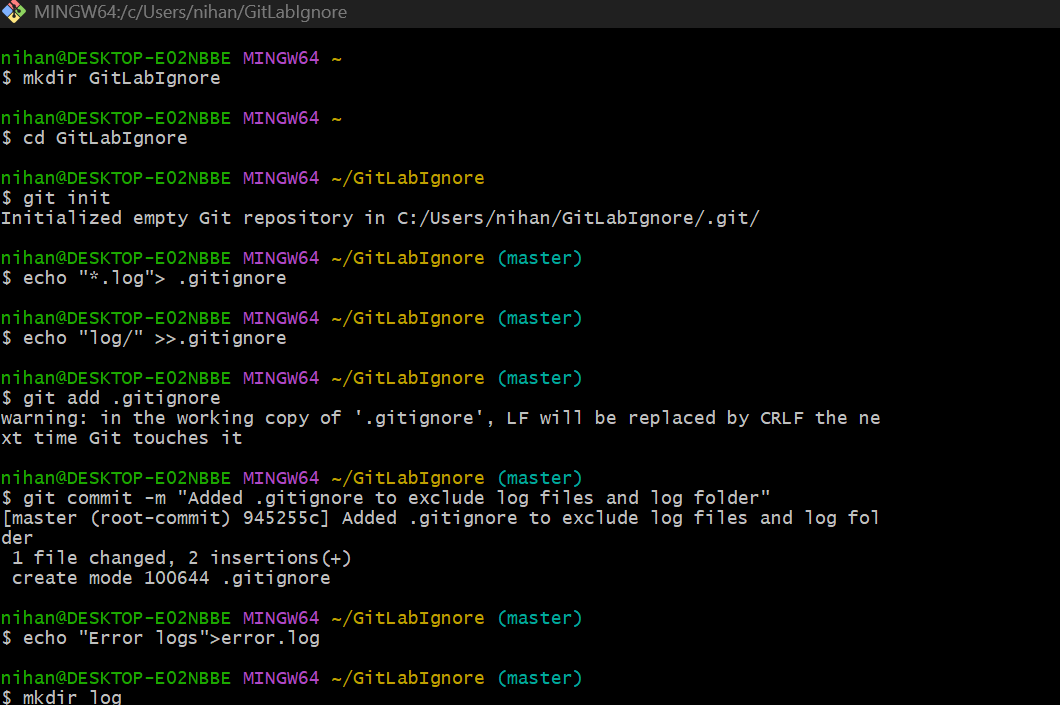 MINGW64:/c/Users/nihan/GitLabIgnore
nihan@DESKTOP-E02NBBE MINGW64 ~
$ mkdir GitLabIgnore
nihan@DESKTOP-E02NBBE MINGW64 ~
$ cd GitLabIgnore
nihan@DESKTOP-E02NBBE MINGW64 ~/GitLabIgnore
$ git init
Initialized empty Git repository in C:/Users/nihan/GitLabIgnore/.git/
nihan@DESKTOP-E02NBBE MINGW64 ~/GitLabIgnore (master)
$ echo "*.log"> .gitignore
nihan@DESKTOP-E02NBBE MINGW64 ~/GitLabIgnore (master)
$ echo "log/" >>.gitignore
nihan@DESKTOP-E02NBBE MINGW64 ~/GitLabIgnore (master)
$ git add .gitignore
warning: in the working copy of '.gitignore', LF will be replaced by CRLF the ne
xt time Git touches it
nihan@DESKTOP-E02NBBE MINGW64 ~/GitLabIgnore (master)
$ git commit -m "Added .gitignore to exclude log files and log folder"
[master (root-commit) 945255c] Added .gitignore to exclude log files and log fol
der
 1 file changed, 2 insertions(+)
 create mode 100644 .gitignore
nihan@DESKTOP-E02NBBE MINGW64 ~/GitLabIgnore (master)
$ echo "Error logs">error.log
nihan@DESKTOP-E02NBBE MINGW64 ~/GitLabIgnore (master)
$ mkdir log